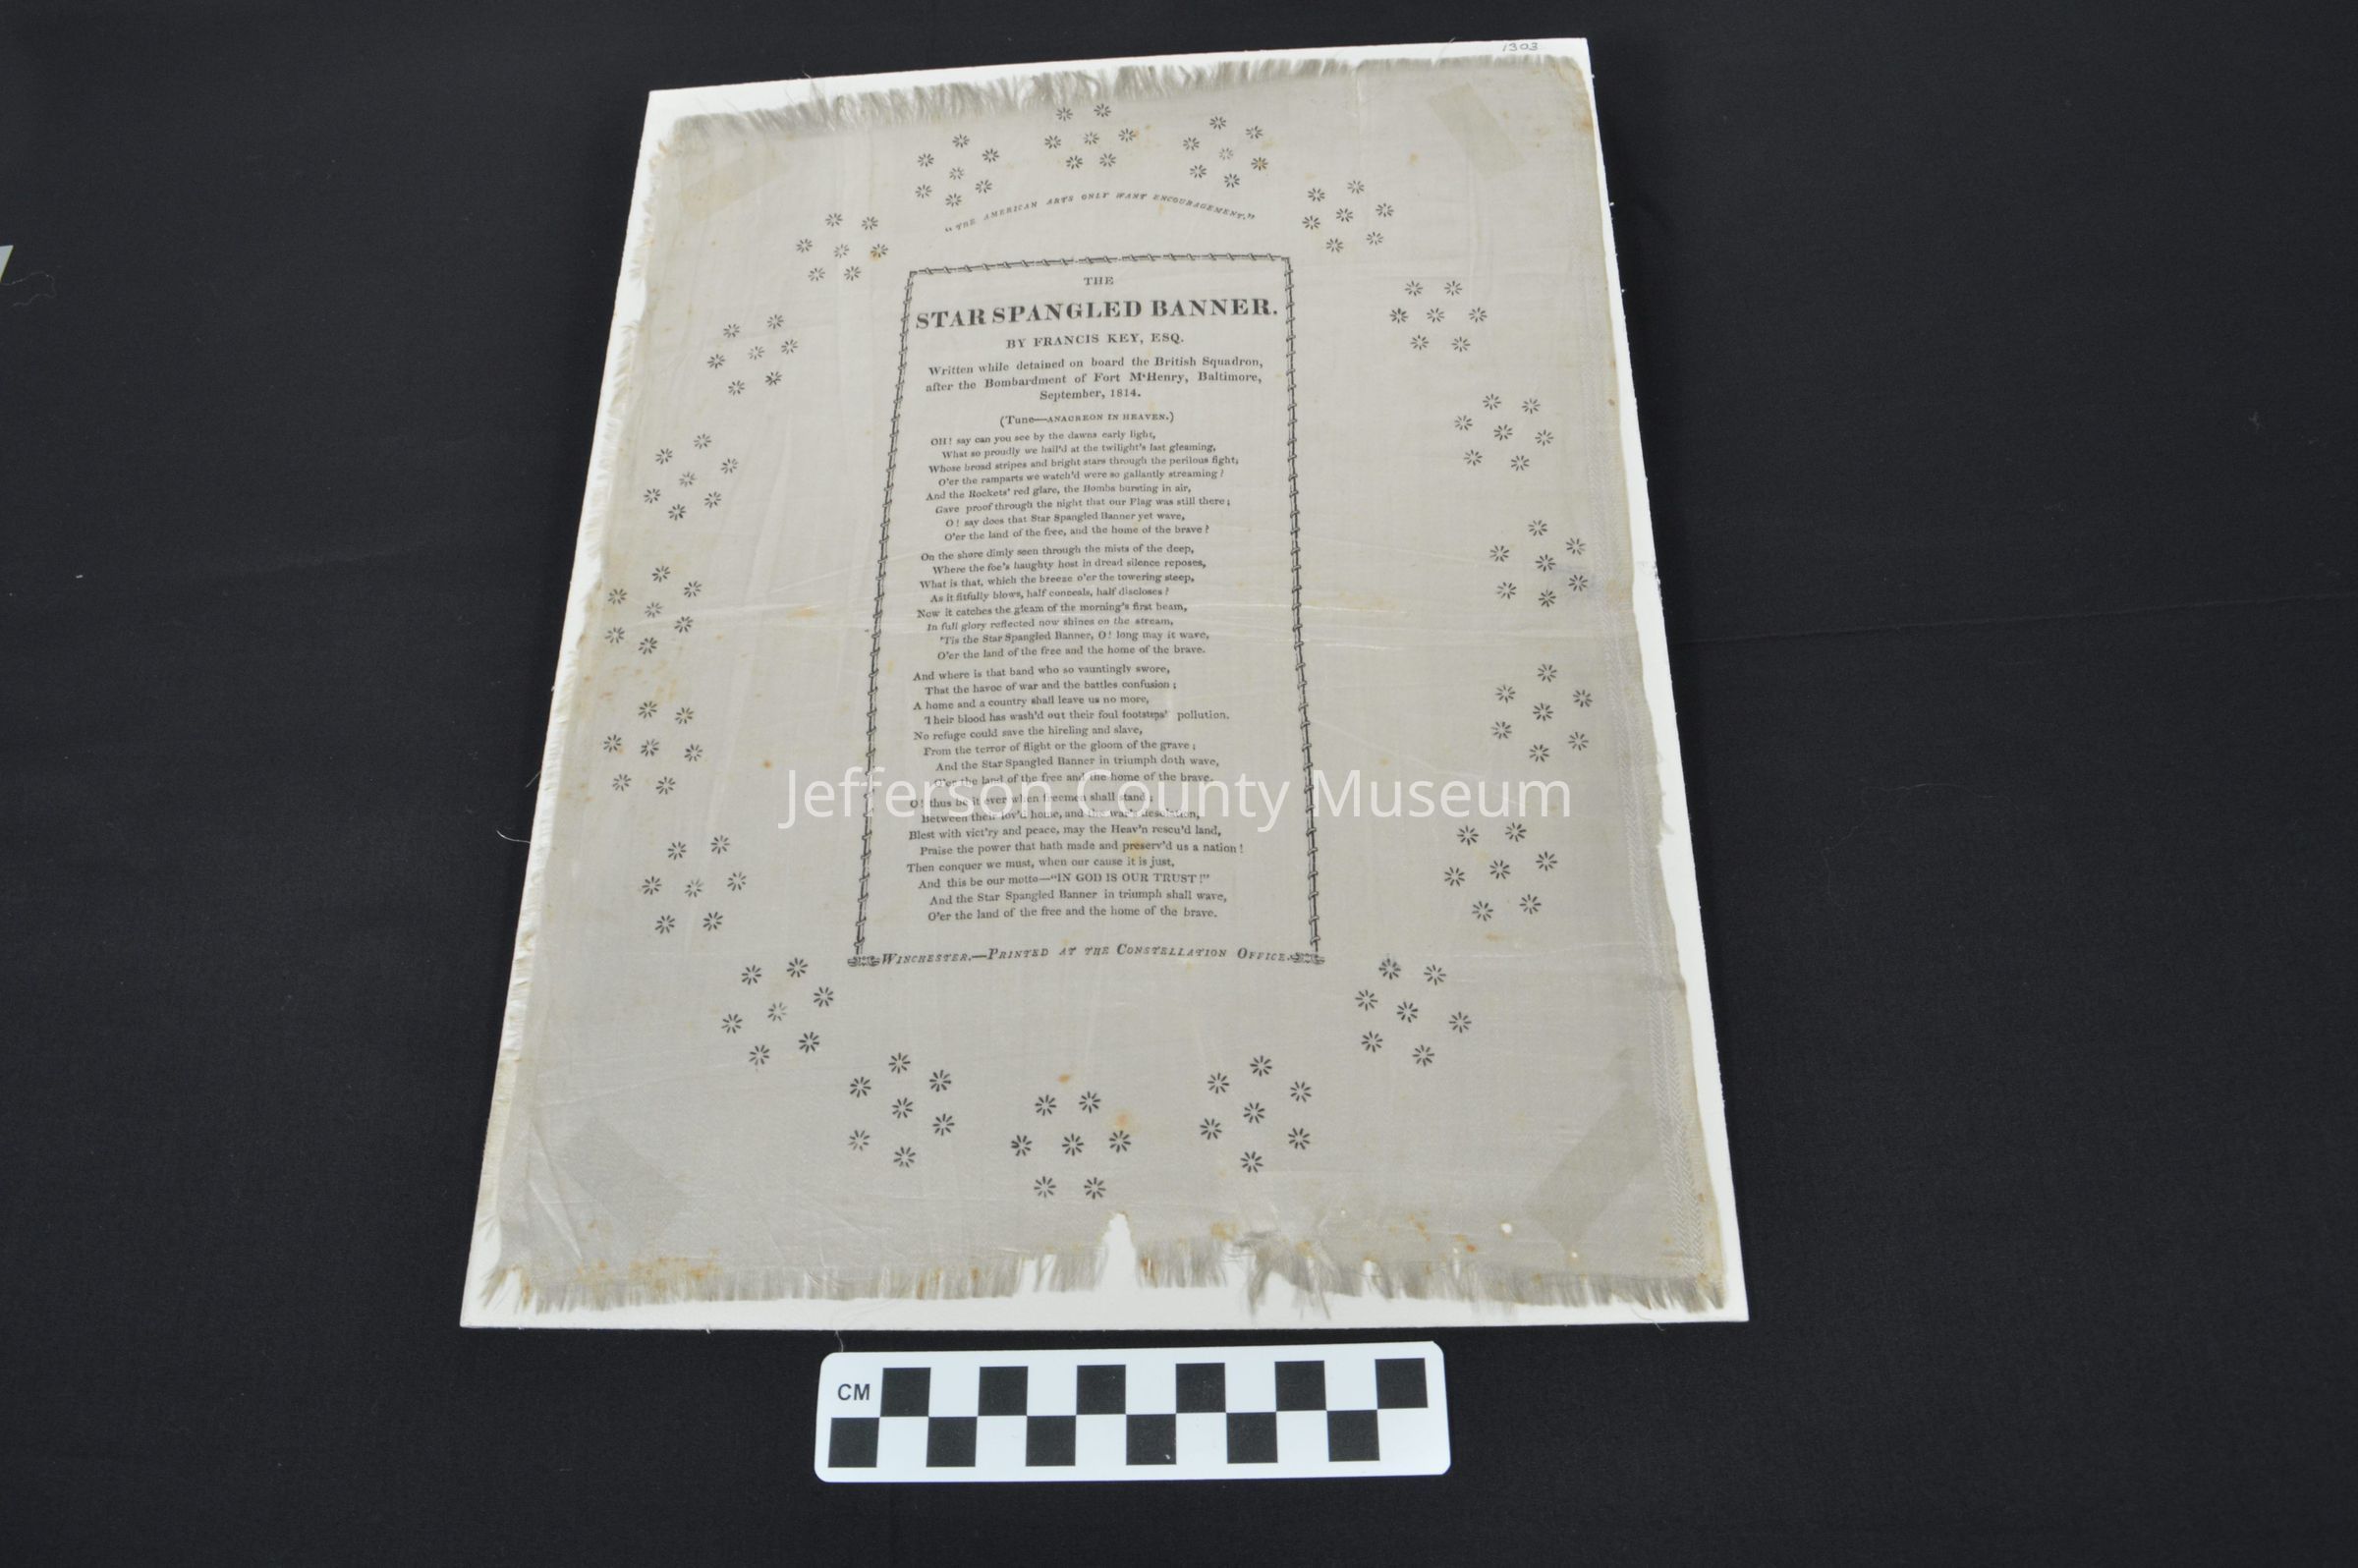 1303
"THE AMERICAN ARTS ONLY WANT ENCOURAGEMENT."
THE
STAR SPANGLED BANNER.
BY FRANCIS KEY, ESQ.
Written while detained on board the British Squadron,
after the Bombardment of Fort McHenry, Baltimore,
September, 1814.
(Tune—ANACREON IN HEAVEN.)
OH! say can you see by the dawns early light,
What so proudly we hail'd at the twilight's last gleaming,
Whose broad stripes and bright stars through the perilous fight,
O'er the ramparts we watch'd were so gallantly streaming?
And the Rockets' red glare, the Bombs bursting in air,
Gave proof through the night that our Flag was still there;
O! say does that Star Spangled Banner yet wave,
O'er the land of the free, and the home of the brave?
On the shore dimly seen through the mists of the deep,
Where the foe's haughty host in dread silence reposes,
What is that, which the breeze o'er the towering steep,
As it fitfully blows, half conceals, half discloses?
Now it catches the gleam of the morning's first beam,
In full glory reflected now shines on the stream,
'Tis the Star Spangled Banner, O! long may it wave,
O'er the land of the free and the home of the brave.
And where is that band who so vauntingly swore,
That the havoc of war and the battles confusion;
A home and a country shall leave us no more,
Their blood has wash'd out their foul footsteps' pollution.
No refuge could save the hireling and slave,
From the terror of flight or the gloom of the grave;
And the Star Spangled Banner in triumph doth wave,
O'er the land of the free and the home of the brave.
Jefferson County Museum
O! thus be it ever when freemen shall stand;
Between their lov'd home, and the war's desolation,
Blest with vict'ry and peace, may the Heav'n rescu'd land,
Praise the power that hath made and preserv'd us a nation!
Then conquer we must, when our cause it is just,
And this be our motto—"IN GOD IS OUR TRUST!"
And the Star Spangled Banner in triumph shall wave,
O'er the land of the free and the home of the brave.
WINCHESTER.—PRINTED AT THE CONSTELLATION OFFICE.
CM